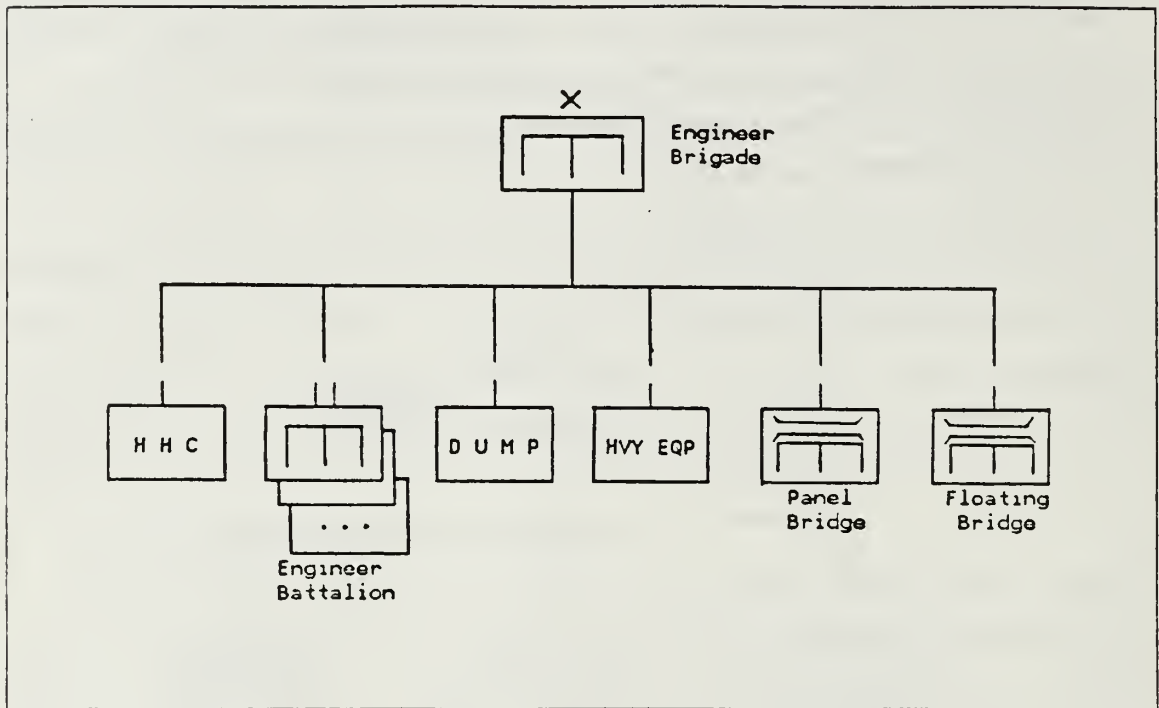 X
Engineer
Brigade
H H C
D U M P
HVY EQP
Panel
Bridge
Floating
Bridge
. . .
Engineer
Battalion